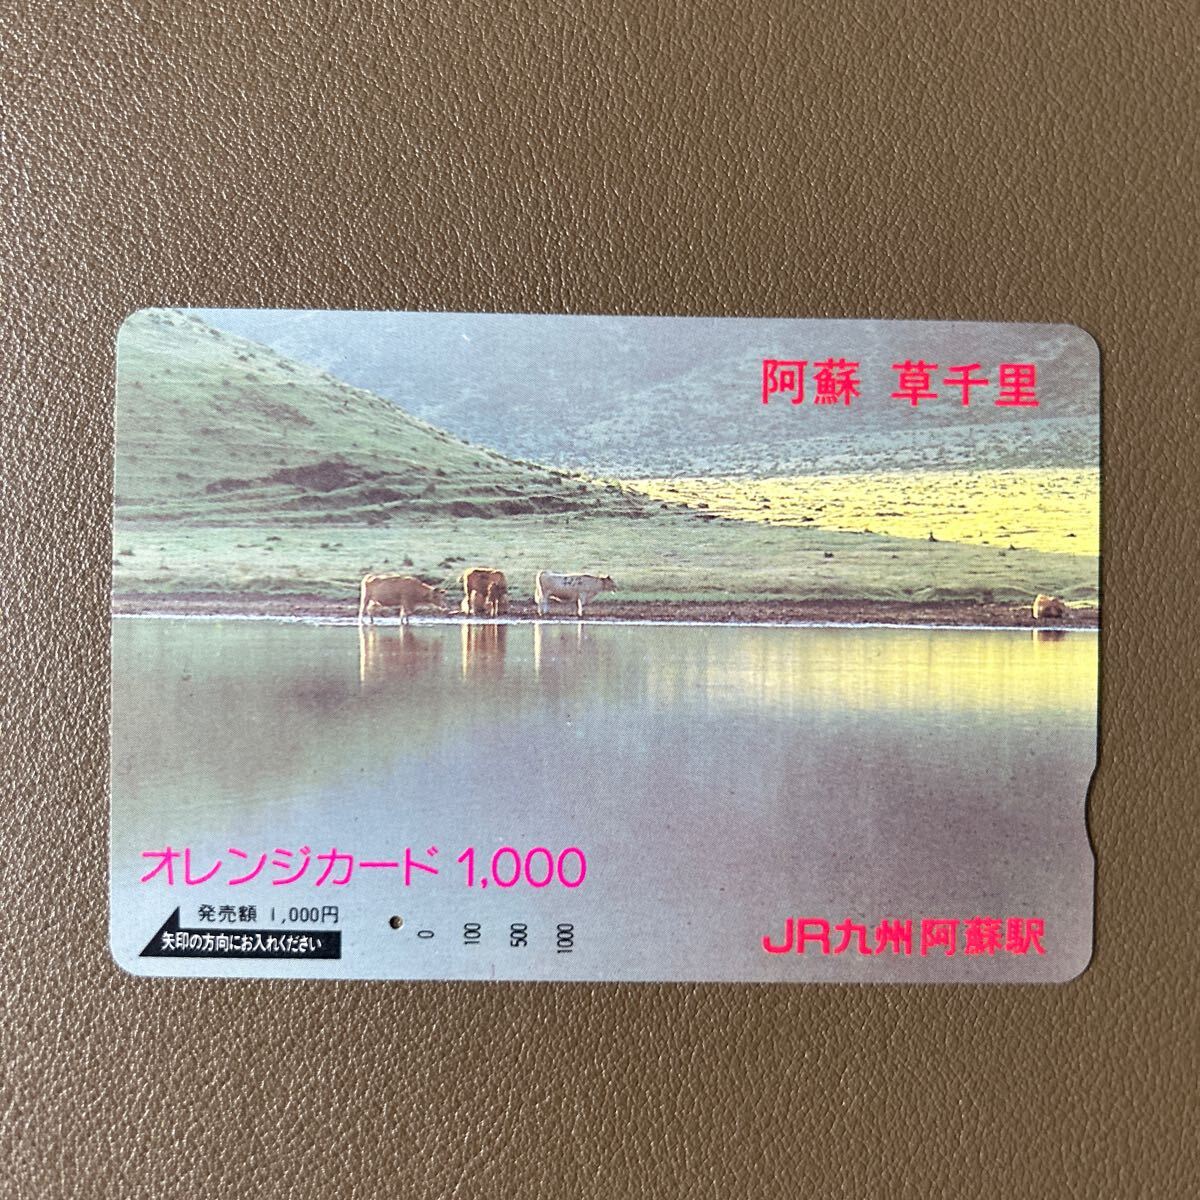 阿蘇 草千里
オレンジカード 1,000
発売額 1,000円
矢印の方向にお入れください
0 100 500 1000
JR九州 阿蘇駅